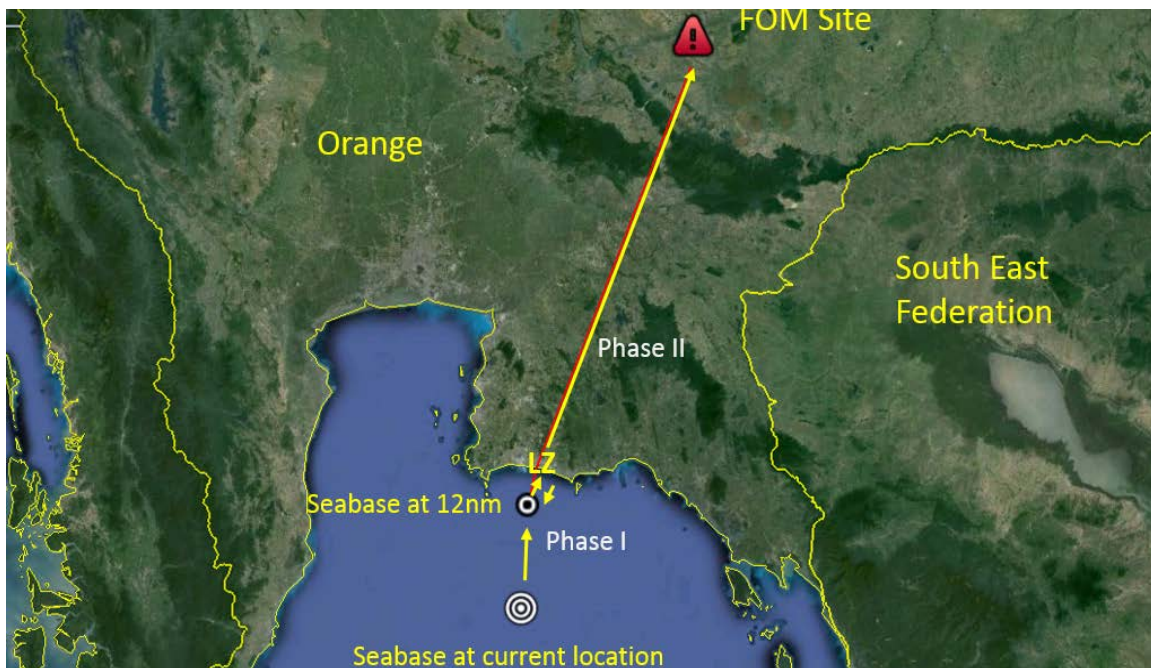 FOM Site
Orange
South East
Federation
Phase II
LZ
Seabase at 12nm
Phase I
Seabase at current location